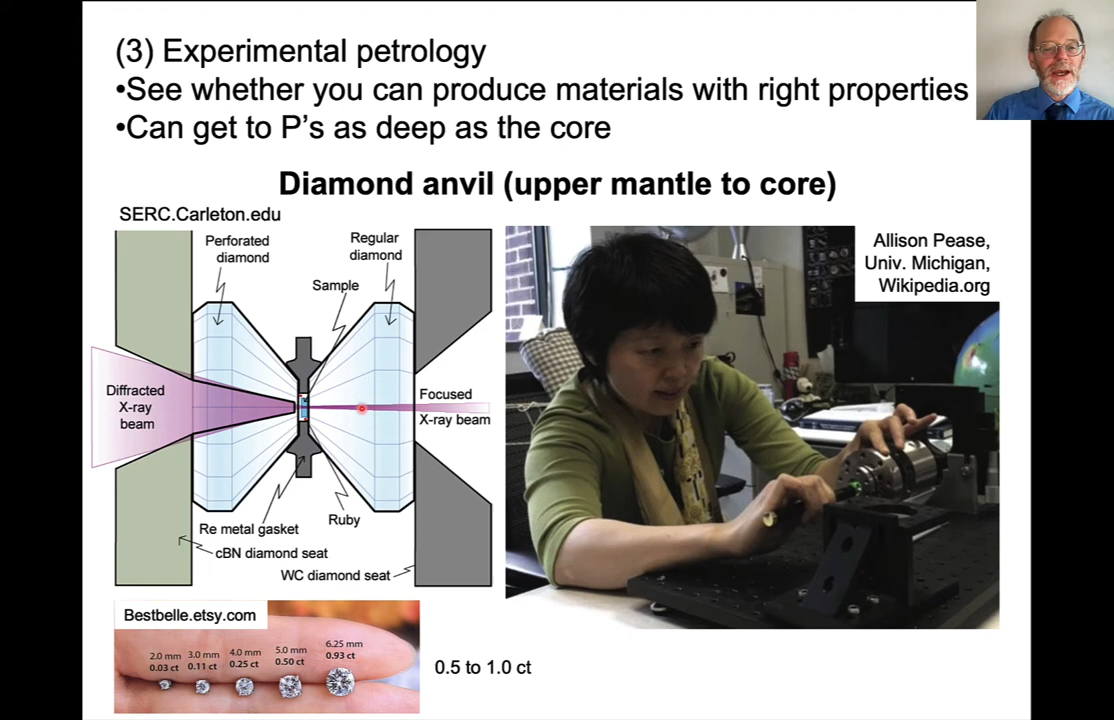 (3) Experimental petrology
•See whether you can produce materials with right properties
•Can get to P's as deep as the core
Diamond anvil (upper mantle to core)
SERC.Carleton.edu
Perforated
diamond
Regular
diamond
Sample
Diffracted
X-ray
beam
Focused
X-ray beam
Re metal gasket
Ruby
cBN diamond seat
WC diamond seat
Allison Pease,
Univ. Michigan,
Wikipedia.org
Bestbelle.etsy.com
2.0 mm
0.03 ct
3.0 mm
0.11 ct
4.0 mm
0.25 ct
5.0 mm
0.50 ct
6.25 mm
0.93 ct
0.5 to 1.0 ct